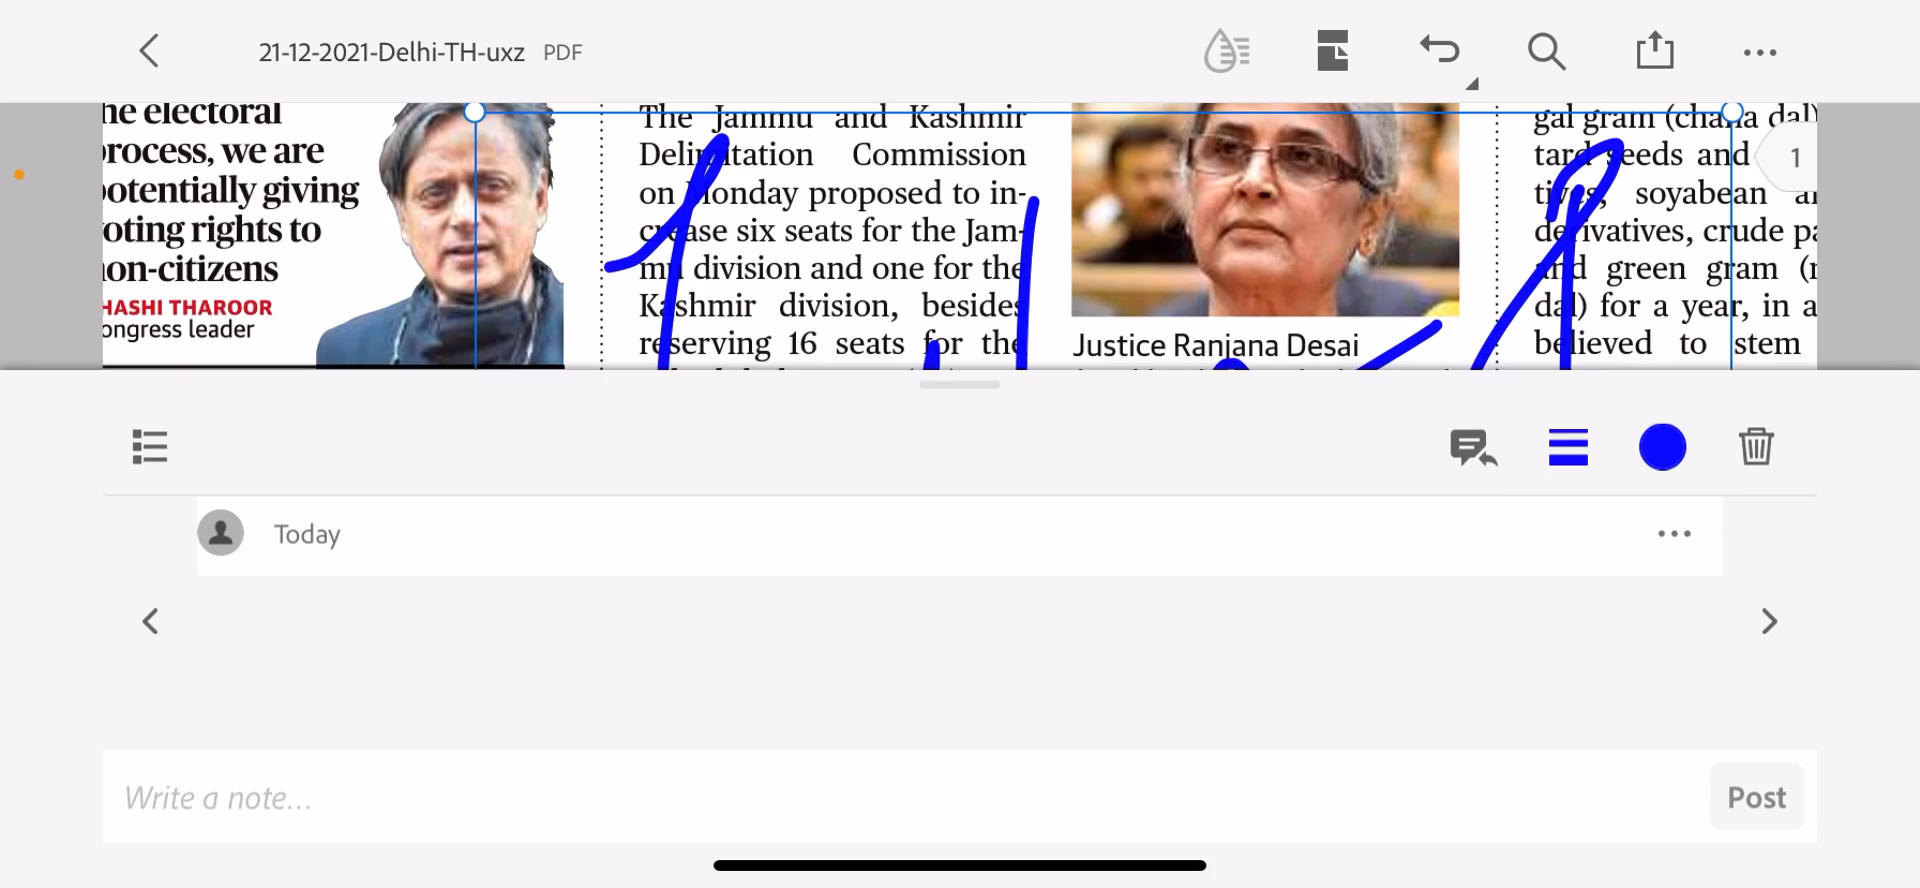 21-12-2021-Delhi-TH-uxz PDF
he electoral
rocess, we are
otentially giving
oting rights to
on-citizens
HASHI THAROOR
ongress leader
The Jammu and Kashmir
Delimitation Commission
on Monday proposed to in-
crease six seats for the Jam-
mu division and one for the
Kashmir division, besides
reserving 16 seats for the
Justice Ranjana Desai
gal gram (chana dal)
tard seeds and
tives, soyabean
derivatives, crude pa
and green gram (
dal) for a year, in a
believed to stem
1
Today
Write a note...
Post